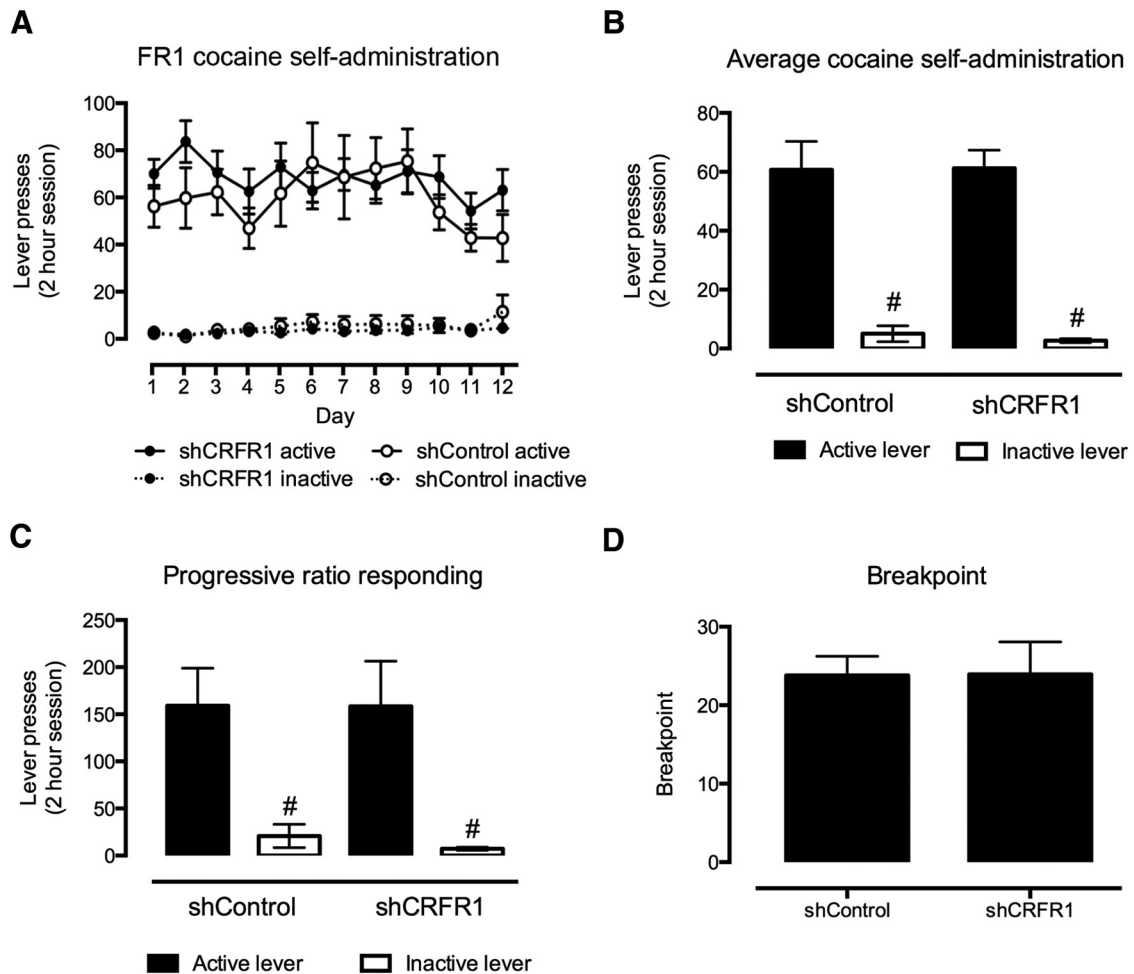 A
FR1 cocaine self-administration
Lever presses
(2 hour session)
100
80
60
40
20
0
1 2 3 4 5 6 7 8 9 10 11 12
Day
shCRFR1 active
shControl active
shCRFR1 inactive
shControl inactive
B
Average cocaine self-administration
Lever presses
(2 hour session)
80
60
40
20
0
#
#
shControl
shCRFR1
Active lever
Inactive lever
C
Progressive ratio responding
Lever presses
(2 hour session)
250
200
150
100
50
0
#
#
shControl
shCRFR1
Active lever
Inactive lever
D
Breakpoint
Breakpoint
30
20
10
0
shControl
shCRFR1